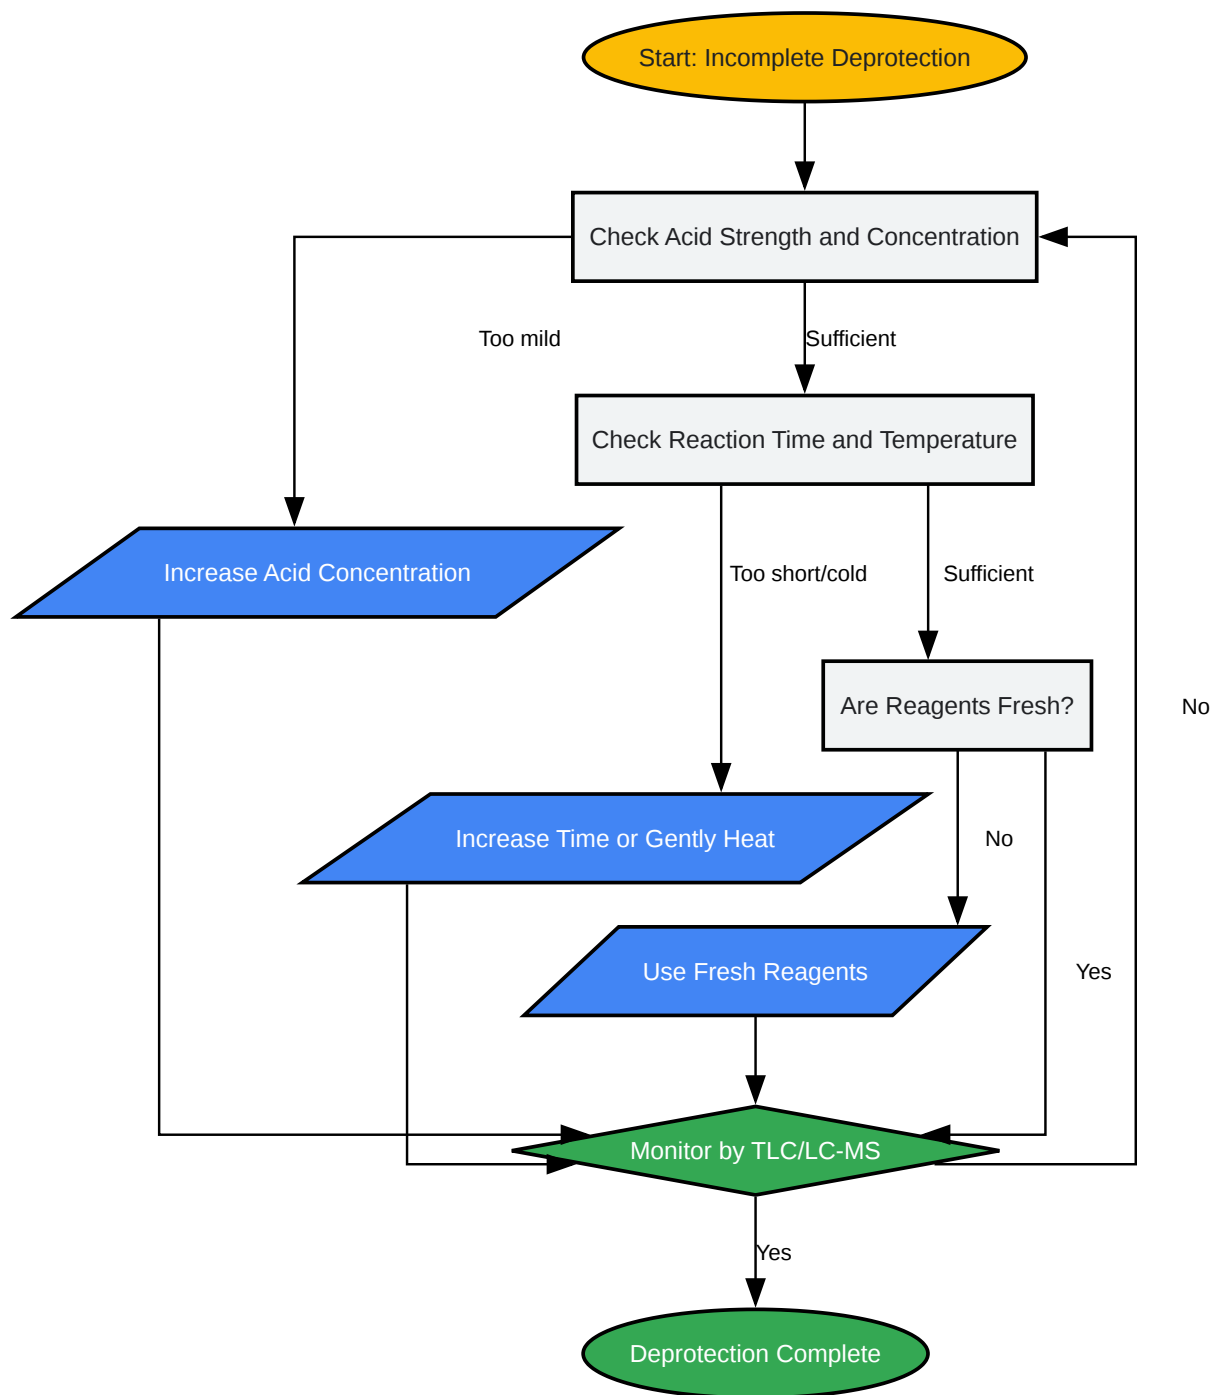 Start: Incomplete Deprotection
Check Acid Strength and Concentration
Too mild
Sufficient
Check Reaction Time and Temperature
Increase Acid Concentration
Too short/cold
Sufficient
Are Reagents Fresh?
No
Increase Time or Gently Heat
No
Use Fresh Reagents
Yes
Monitor by TLC/LC-MS
Yes
Deprotection Complete